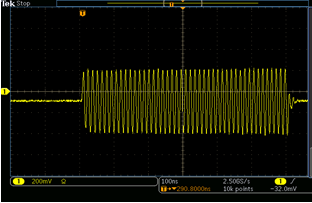 Tek Stop
T
T
1
1 200mV Ω 100ns 2.50GS/s 1
T→▼290.8000ns 10k points -32.0mV